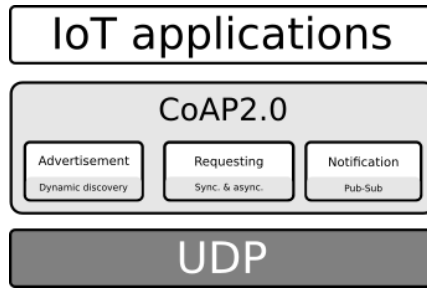 IoT applications
CoAP2.0
Advertisement
Dynamic discovery
Requesting
Sync. & async.
Notification
Pub-Sub
UDP